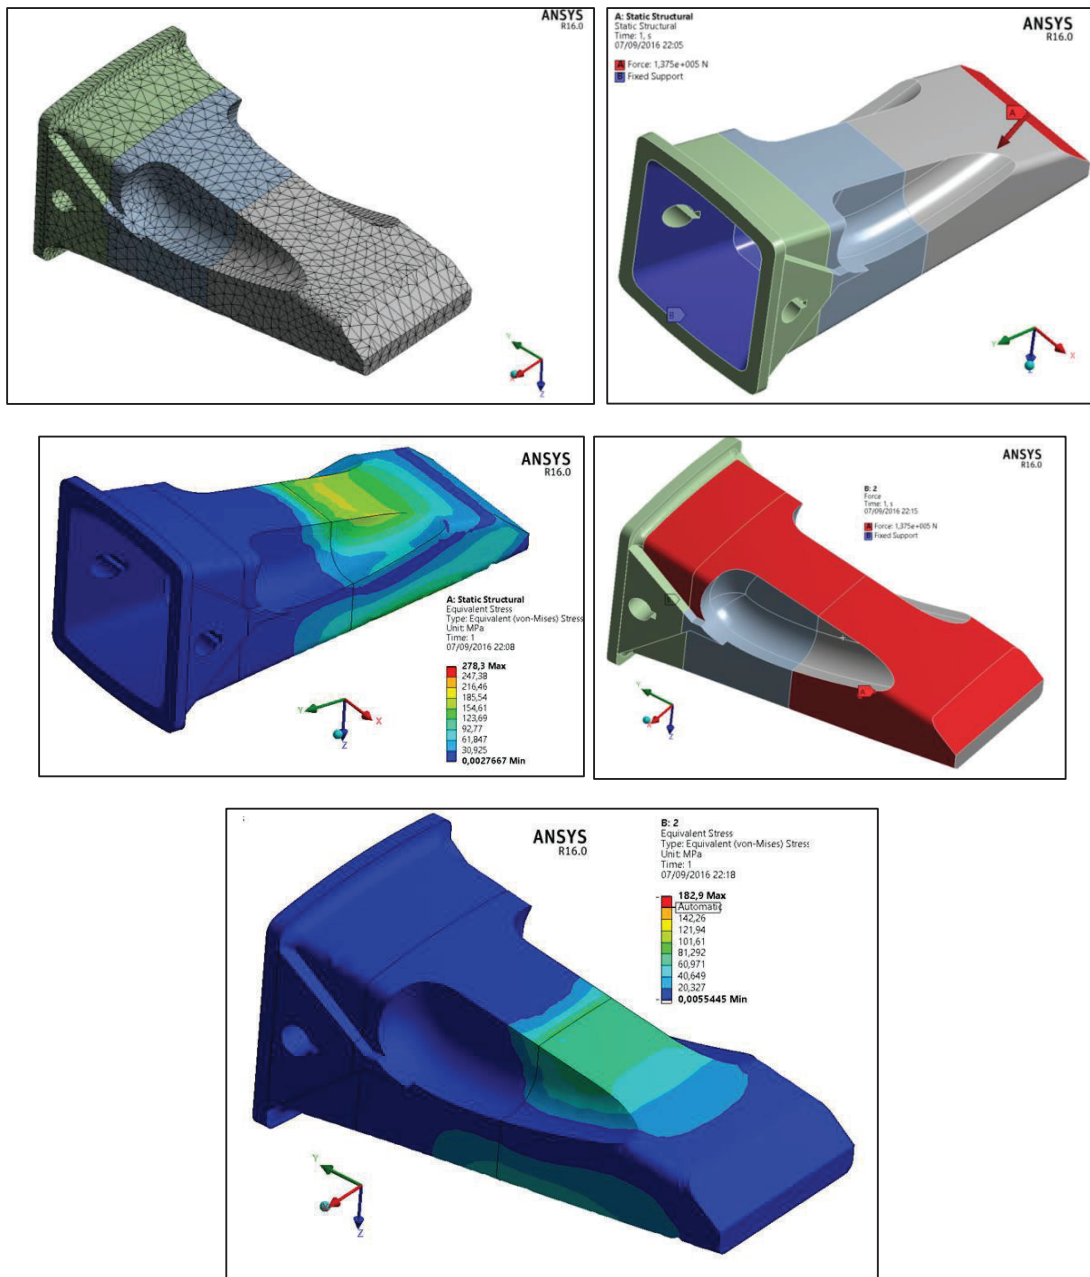 ANSYS
R16.0
Y
X
Z
A: Static Structural
Static Structural
Time: 1, s
07/09/2016 22:05
A Force: 1,375e+005 N
B Fixed Support
ANSYS
R16.0
A
B
Y
X
Z
ANSYS
R16.0
A: Static Structural
Equivalent Stress
Type: Equivalent (von-Mises) Stress
Unit: MPa
Time: 1
07/09/2016 22:08
278,3 Max
247,38
216,46
185,54
154,61
123,69
92,77
61,847
30,925
0,0027667 Min
Y
X
Z
ANSYS
R16.0
B: 2
Force
Time: 1, s
07/09/2016 22:15
A Force: 1,375e+005 N
B Fixed Support
A
Y
X
Z
ANSYS
R16.0
B: 2
Equivalent Stress
Type: Equivalent (von-Mises) Stress
Unit: MPa
Time: 1
07/09/2016 22:18
182,9 Max
Automatic
142,26
121,94
101,61
81,292
60,971
40,649
20,327
0,0055445 Min
Y
Z